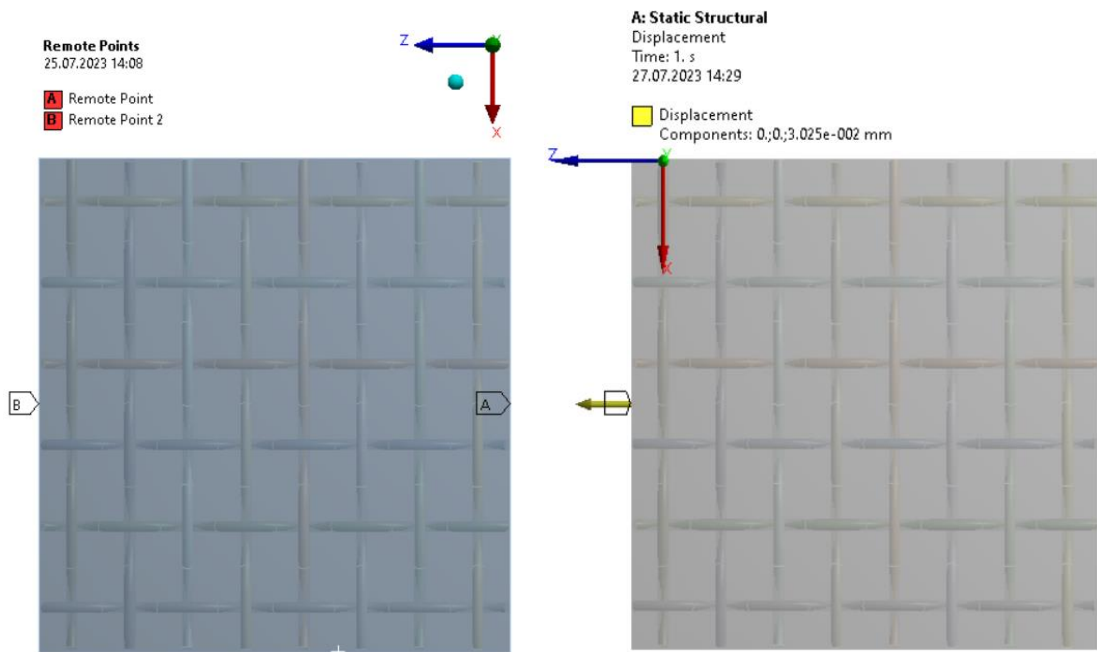 Remote Points
25.07.2023 14:08
A Remote Point
B Remote Point 2
Z
Y
X
B
A
A: Static Structural
Displacement
Time: 1. s
27.07.2023 14:29
Displacement
Components: 0.;0.;3.025e-002 mm
Z
Y
X